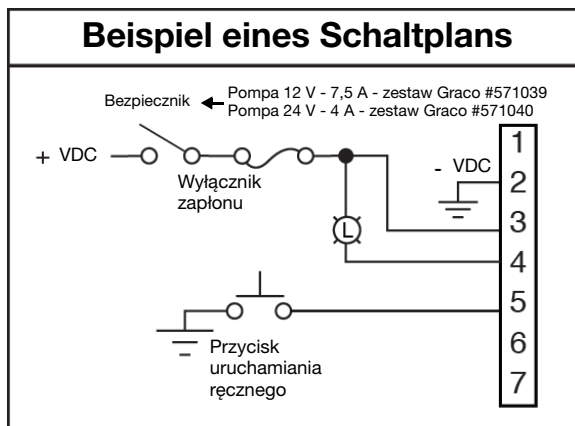 Beispiel eines Schaltplans
Pompa 12 V - 7,5 A - zestaw Graco #571039
Bezpiecznik
Pompa 24 V - 4 A - zestaw Graco #571040
+ VDC
Wyłącznik
zapłonu
- VDC
L
1
2
3
4
5
6
7
Przycisk
uruchamiania
ręcznego